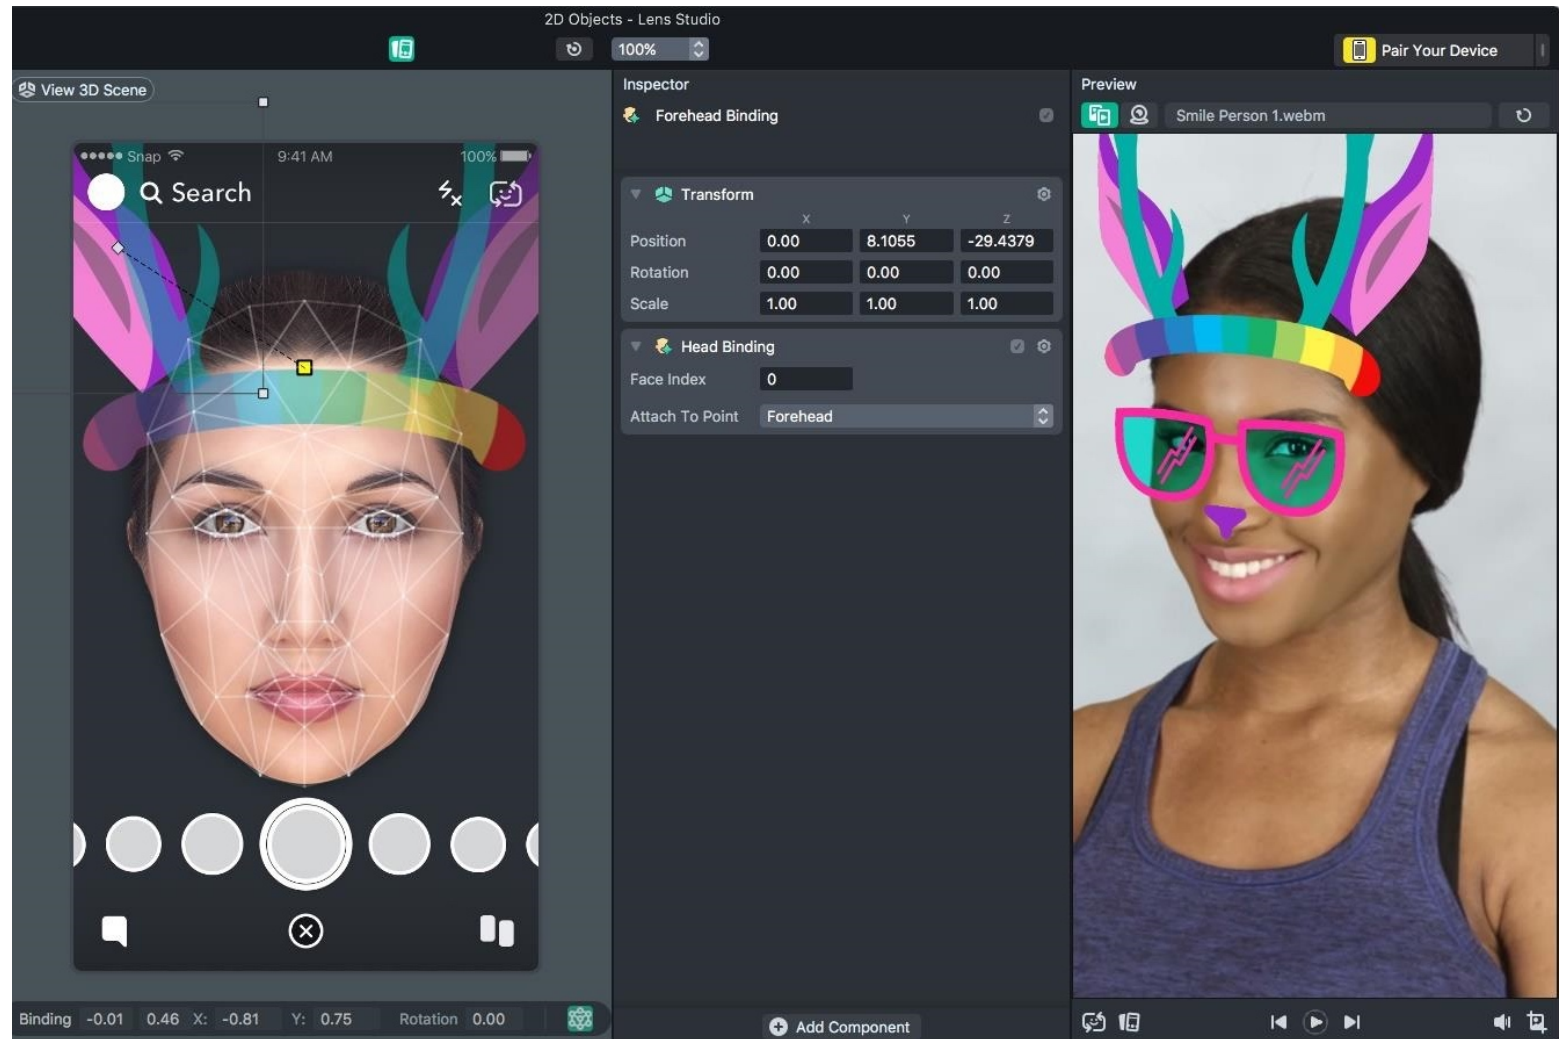 2D Objects - Lens Studio
100%
Pair Your Device
View 3D Scene
Snap
9:41 AM
100%
Search
Binding -0.01 0.46 X: -0.81 Y: 0.75 Rotation 0.00
Inspector
Forehead Binding
Transform
X Y Z
Position 0.00 8.1055 -29.4379
Rotation 0.00 0.00 0.00
Scale 1.00 1.00 1.00
Head Binding
Face Index 0
Attach To Point Forehead
Add Component
Preview
Smile Person 1.webm